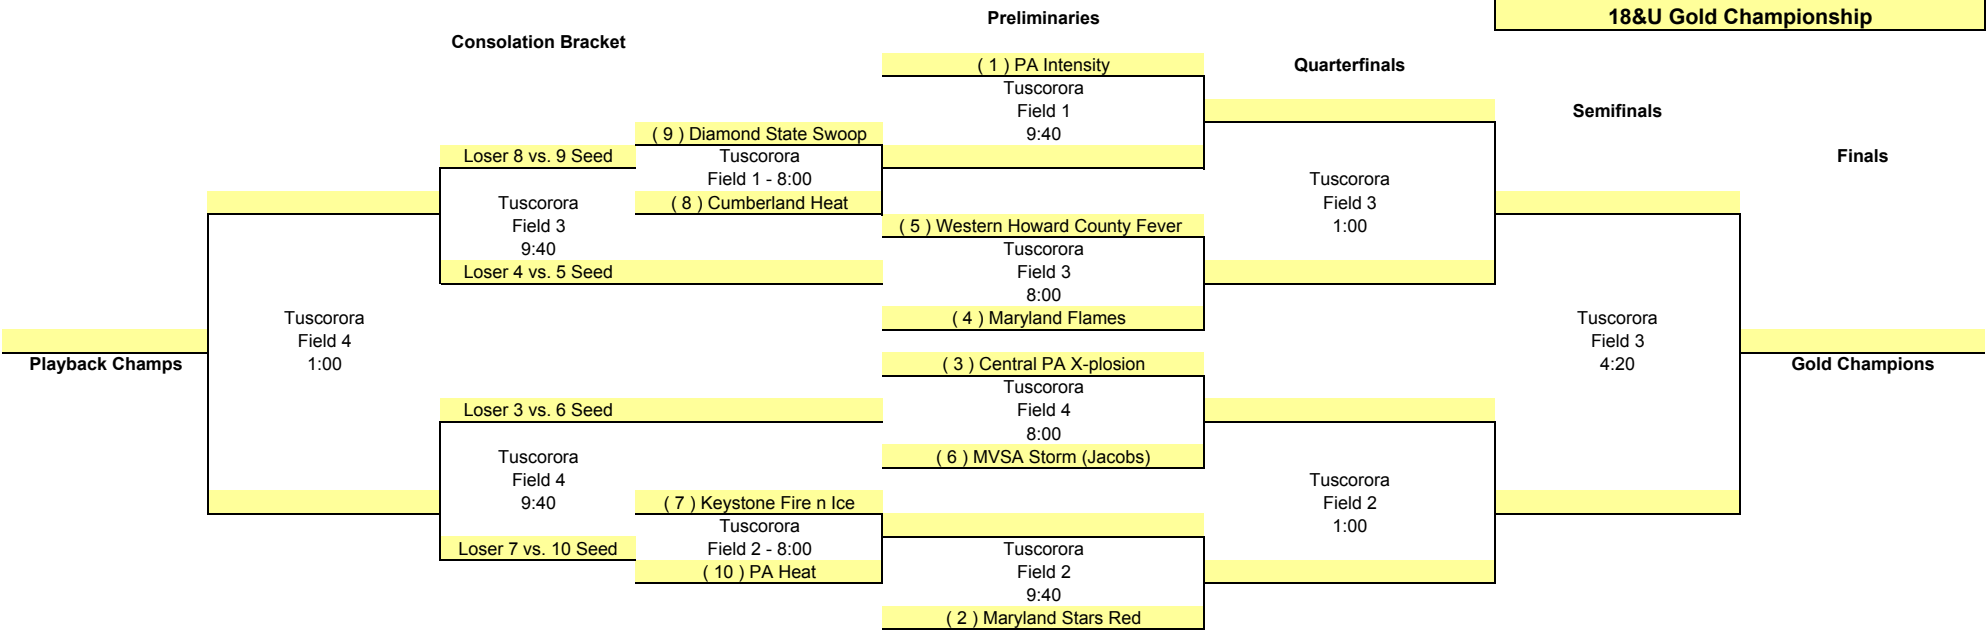 Preliminaries
18&U Gold Championship
Consolation Bracket
( 1 ) PA Intensity
Quarterfinals
Tuscorora
Field 1
9:40
Semifinals
( 9 ) Diamond State Swoop
Loser 8 vs. 9 Seed
Tuscorora
Field 1 - 8:00
( 8 ) Cumberland Heat
Finals
Tuscorora
Field 3
9:40
Tuscorora
Field 3
1:00
( 5 ) Western Howard County Fever
Tuscorora
Field 3
8:00
Loser 4 vs. 5 Seed
( 4 ) Maryland Flames
Tuscorora
Field 4
1:00
Playback Champs
Tuscorora
Field 3
4:20
Gold Champions
( 3 ) Central PA X-plosion
Tuscorora
Field 4
8:00
Loser 3 vs. 6 Seed
( 6 ) MVSA Storm (Jacobs)
Tuscorora
Field 4
9:40
Tuscorora
Field 2
1:00
( 7 ) Keystone Fire n Ice
Tuscorora
Field 2 - 8:00
Loser 7 vs. 10 Seed
( 10 ) PA Heat
Tuscorora
Field 2
9:40
( 2 ) Maryland Stars Red